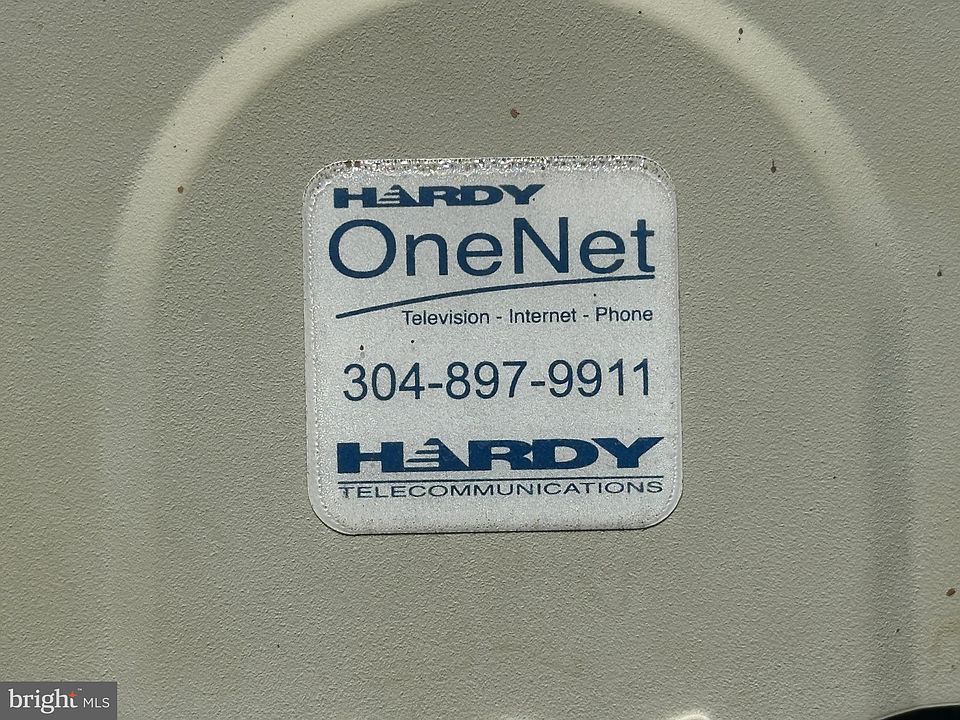 HARDY
OneNet
Television - Internet - Phone
304-897-9911
HARDY
TELECOMMUNICATIONS
bright MLS